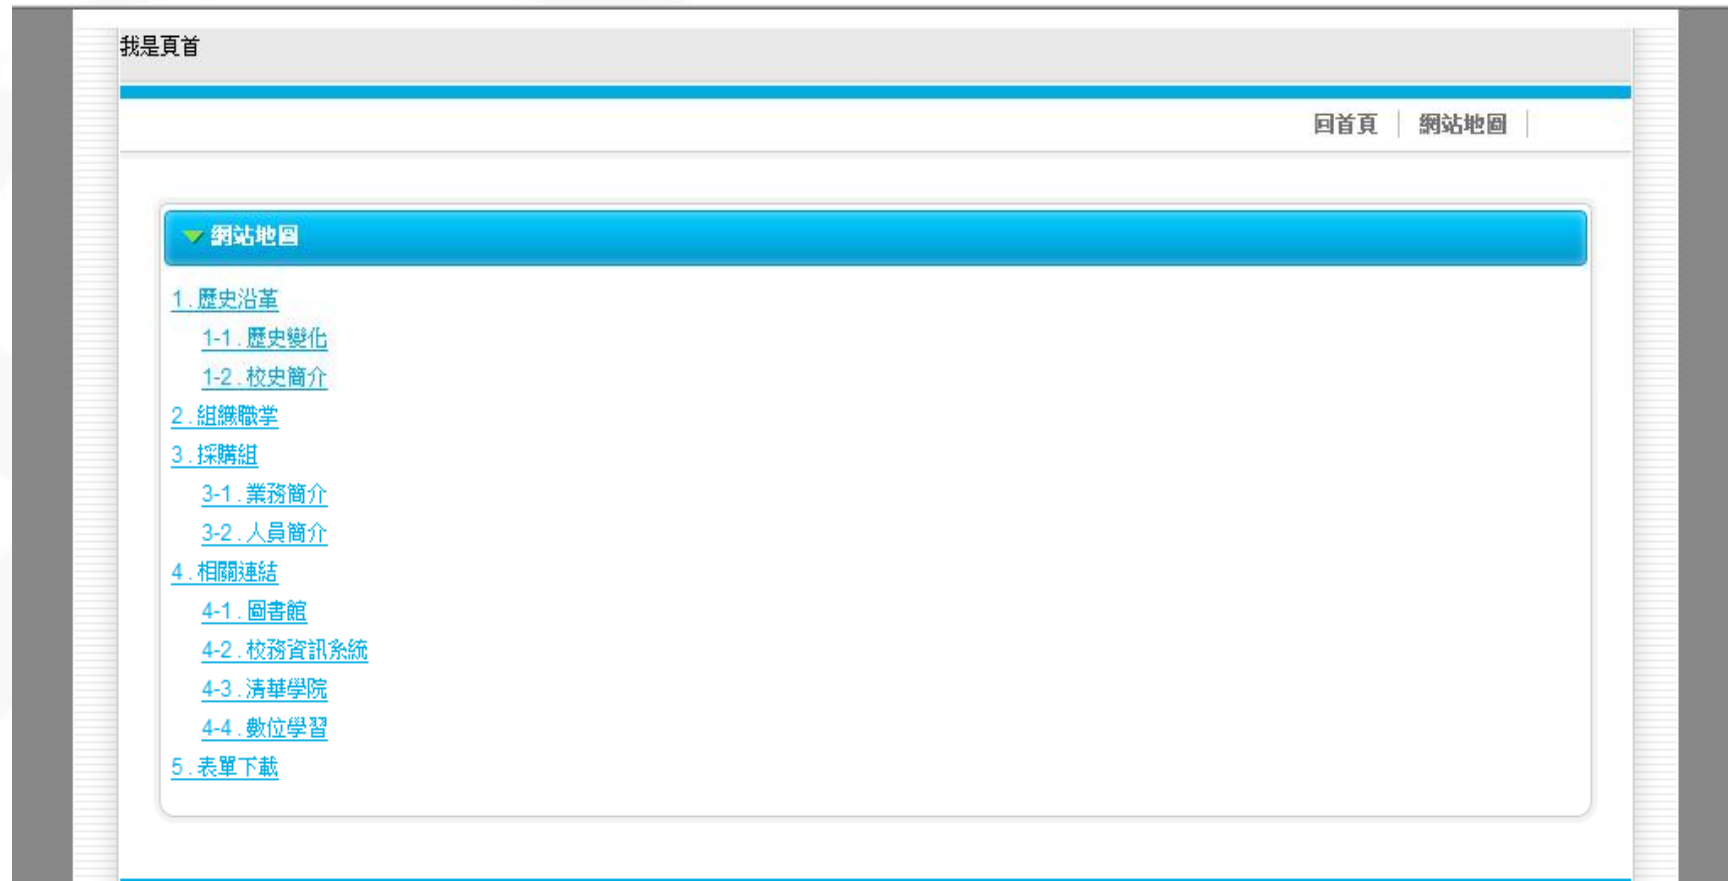 我是頁首
回首頁 | 網站地圖 |
網站地圖
1 . 歷史沿革
1-1 . 歷史變化
1-2 . 校史簡介
2 . 組織職掌
3 . 採購組
3-1 . 業務簡介
3-2 . 人員簡介
4 . 相關連結
4-1 . 圖書館
4-2 . 校務資訊系統
4-3 . 清華學院
4-4 . 數位學習
5 . 表單下載